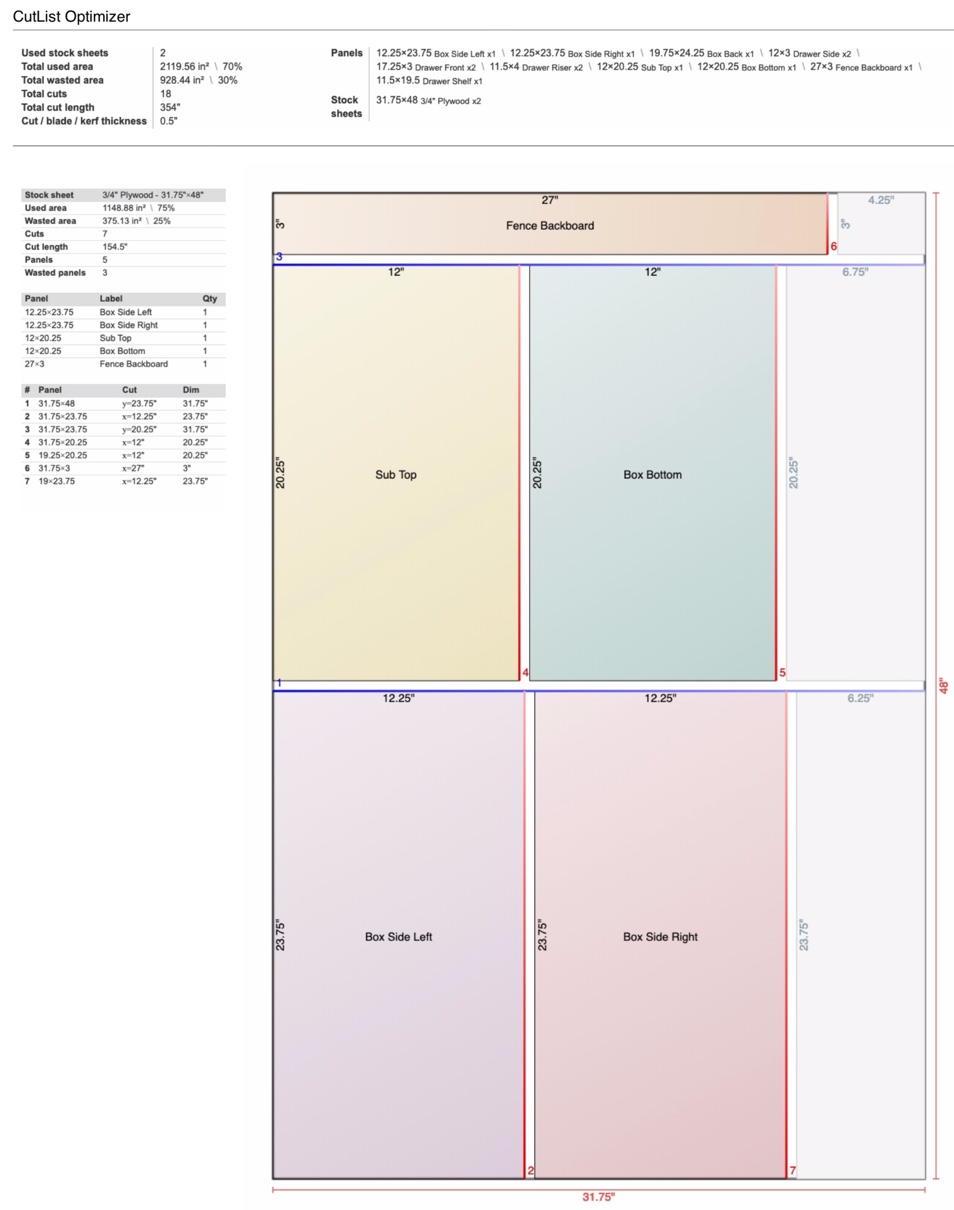 CutList Optimizer
Used stock sheets 2
Total used area 2119.56 in² \ 70%
Total wasted area 928.44 in² \ 30%
Total cuts 18
Total cut length 354"
Cut / blade / kerf thickness 0.5"
Panels 12.25×23.75 Box Side Left x1 \ 12.25×23.75 Box Side Right x1 \ 19.75×24.25 Box Back x1 \ 12×3 Drawer Side x2 \
17.25×3 Drawer Front x2 \ 11.5×4 Drawer Riser x2 \ 12×20.25 Sub Top x1 \ 12×20.25 Box Bottom x1 \ 27×3 Fence Backboard x1 \
11.5×19.5 Drawer Shelf x1
Stock sheets 31.75×48 3/4" Plywood x2
Stock sheet 3/4" Plywood - 31.75"×48"
Used area 1148.88 in² \ 75%
Wasted area 375.13 in² \ 25%
Cuts 7
Cut length 154.5"
Panels 5
Wasted panels 3
Panel Label Qty
12.25×23.75 Box Side Left 1
12.25×23.75 Box Side Right 1
12×20.25 Sub Top 1
12×20.25 Box Bottom 1
27×3 Fence Backboard 1
# Panel Cut Dim
1 31.75×48 y=23.75" 31.75"
2 31.75×23.75 x=12.25" 23.75"
3 31.75×23.75 y=20.25" 31.75"
4 31.75×20.25 x=12" 20.25"
5 19.25×20.25 x=12" 20.25"
6 31.75×3 x=27" 3"
7 19×23.75 x=12.25" 23.75"
27" 4.25"
3" Fence Backboard 3"
6
3
12" 12" 6.75"
20.25" Sub Top 20.25" Box Bottom 20.25"
4 5
1
48"
12.25" 12.25" 6.25"
23.75" Box Side Left 23.75" Box Side Right 23.75"
2 7
31.75"